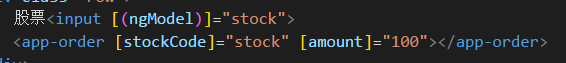 股票<input [(ngModel)]="stock">
<app-order [stockCode]="stock" [amount]="100"></app-order>